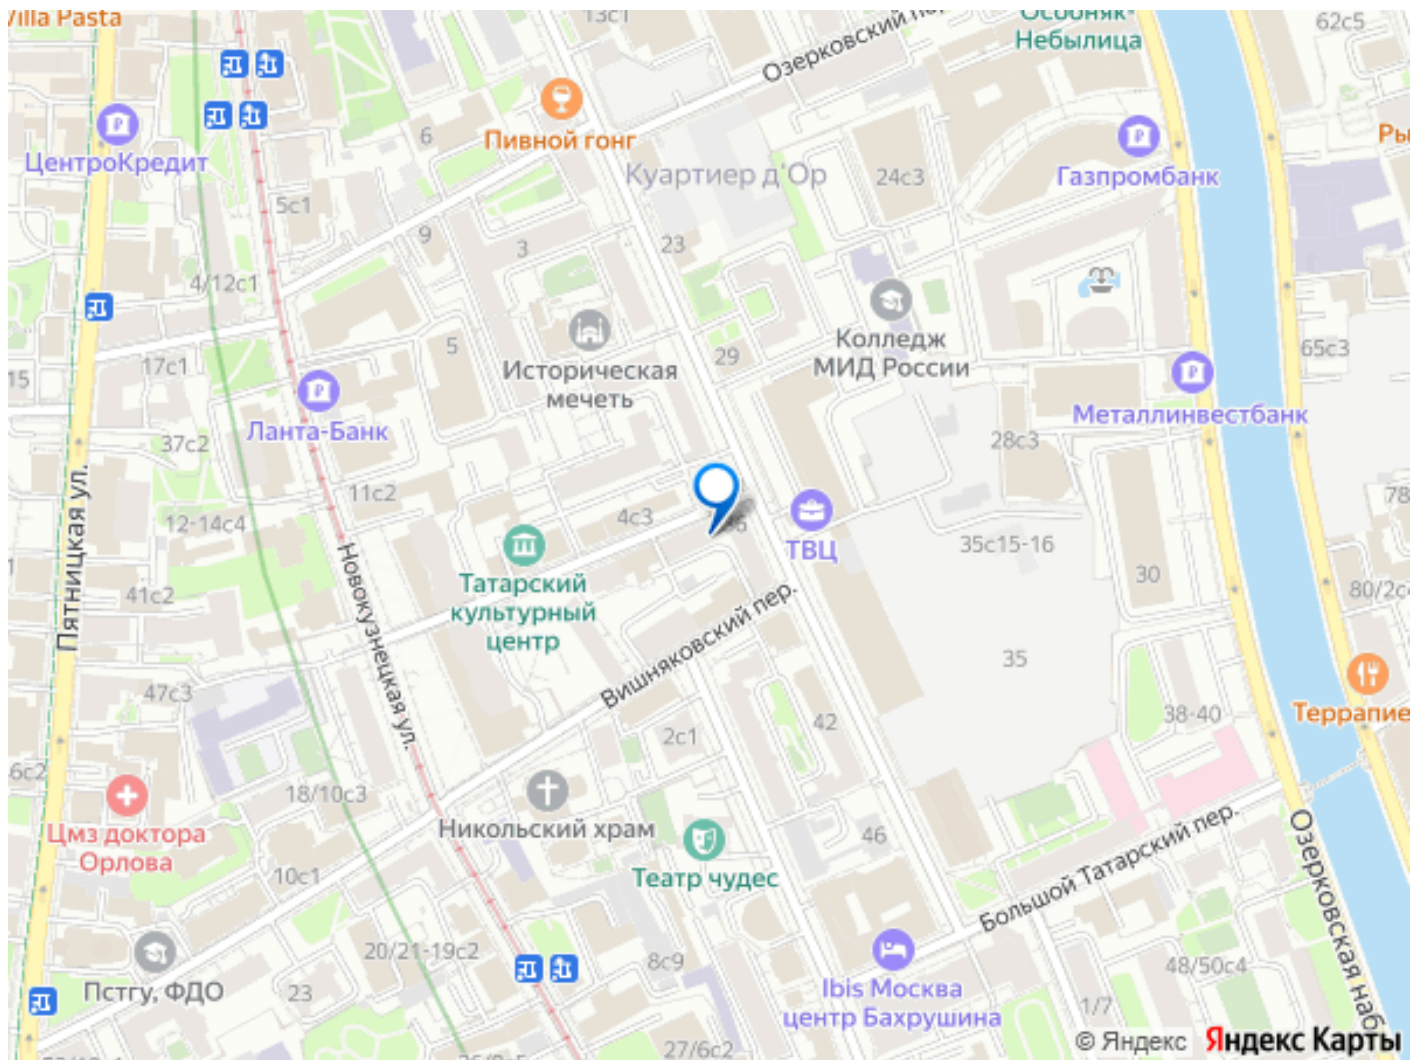 Villa Pasta
13с1
Озерковский пер.
Особняк-
Небылица
62с5
ЦентроКредит
6
Пивной гонг
Куартиер д'Ор
24с3
Газпромбанк
Ры
5с1
9
3
23
4/12с1
17с1
15
5
Историческая
мечеть
29
Колледж
МИД России
65с3
Ланта-Банк
Металлинвестбанк
37с2
28с3
11с2
12-14с4
4с3
78
Пятницкая ул.
Новокузнецкая ул.
ТВЦ
35с15-16
30
Татарский
культурный
центр
41с2
80/2с4
Вишняковский пер.
35
47с3
2с1
42
38-40
Террапие
6с2
18/10с3
Цмз доктора
Орлова
Никольский храм
46
Театр чудес
10с1
Большой Татарский пер.
Озерковская наб.
20/21-19с2
8с9
48/50с4
Пстгу, ФДО
23
Ibis Москва
центр Бахрушина
1/7
27/6с2
© Яндекс Яндекс Карты